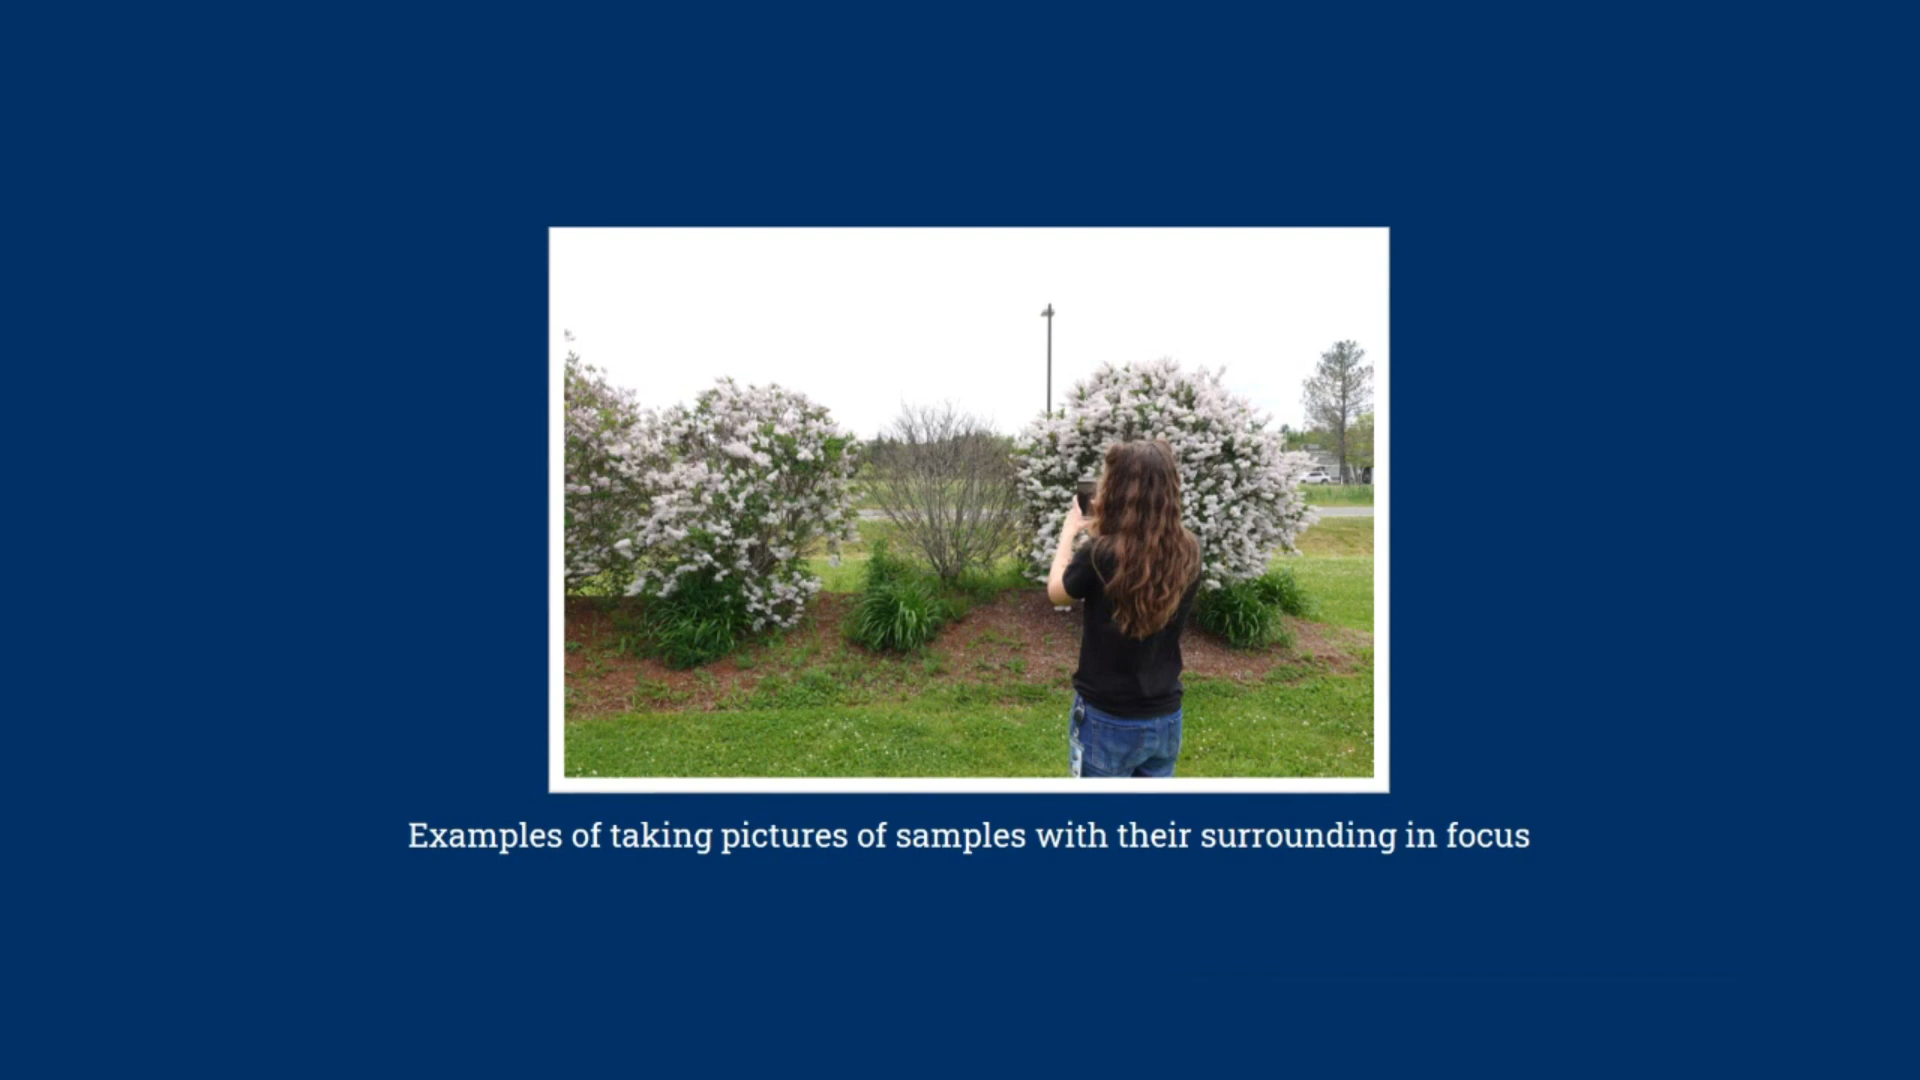 Examples of taking pictures of samples with their surrounding in focus